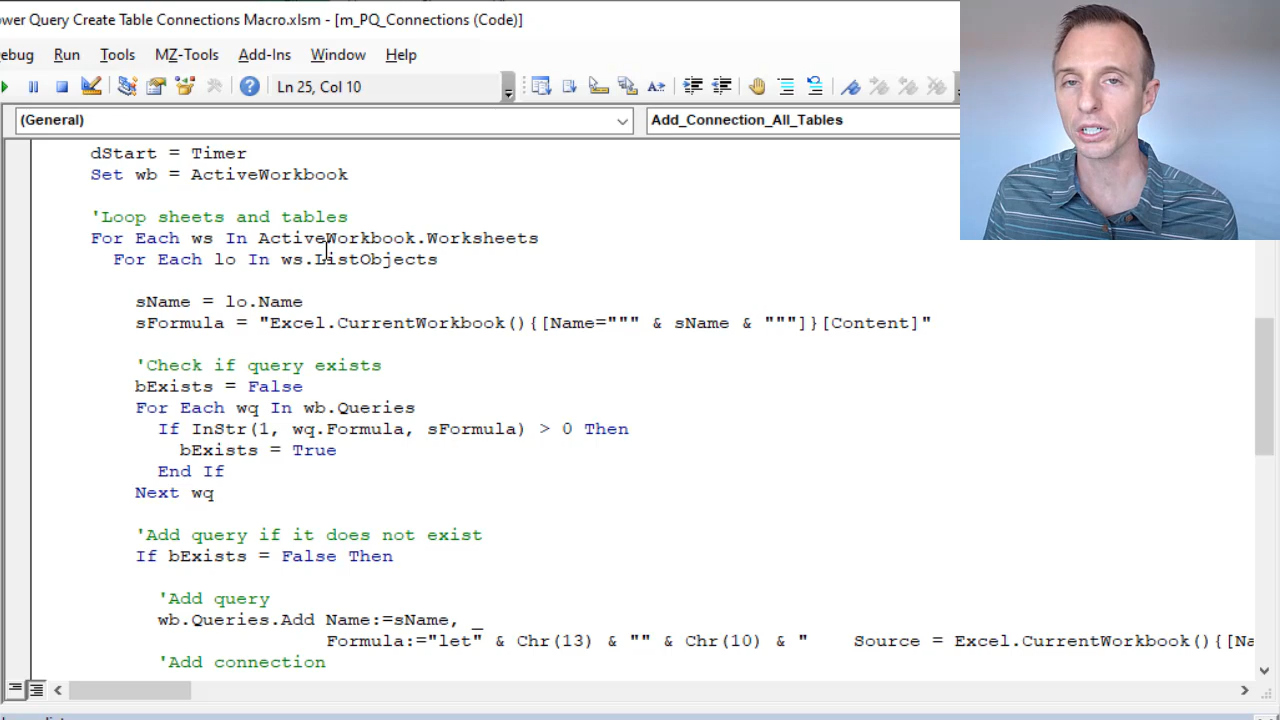 ower Query Create Table Connections Macro.xlsm - [m_PQ_Connections (Code)]
ebug Run Tools MZ-Tools Add-Ins Window Help
Ln 25, Col 10
(General) Add_Connection_All_Tables
dStart = Timer
Set wb = ActiveWorkbook
'Loop sheets and tables
For Each ws In ActiveWorkbook.Worksheets
For Each lo In ws.ListObjects
sName = lo.Name
sFormula = "Excel.CurrentWorkbook(){[Name=""" & sName & """]}[Content]"
'Check if query exists
bExists = False
For Each wq In wb.Queries
If InStr(1, wq.Formula, sFormula) > 0 Then
bExists = True
End If
Next wq
'Add query if it does not exist
If bExists = False Then
'Add query
wb.Queries.Add Name:=sName, _
Formula:="let" & Chr(13) & "" & Chr(10) & "    Source = Excel.CurrentWorkbook(){[Na
'Add connection